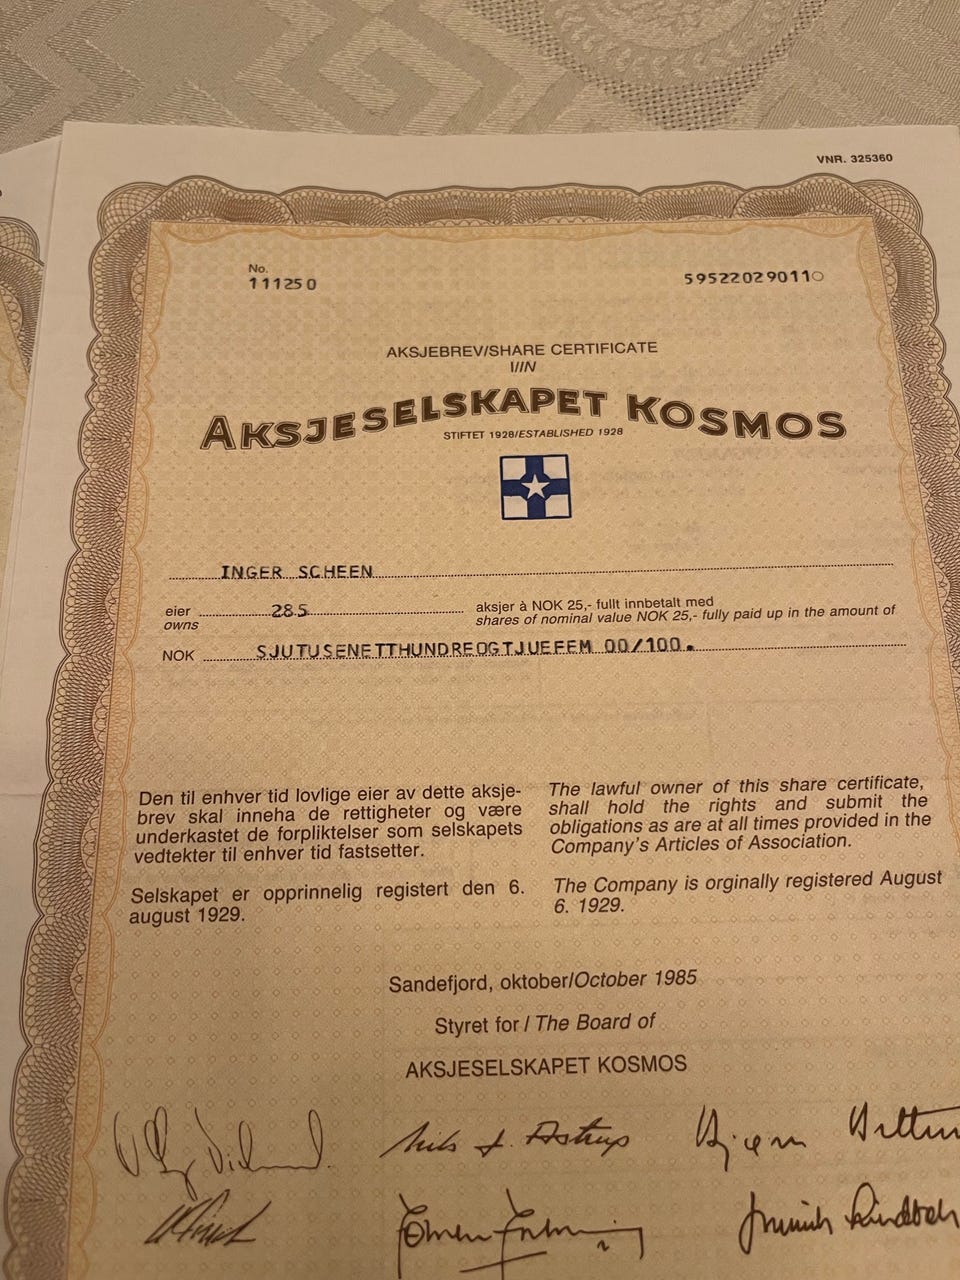 VNR. 325360
No.
111250
59522029011○
AKSJEBREV/SHARE CERTIFICATE
I/IN
AKSJESELSKAPET KOSMOS
STIFTET 1928/ESTABLISHED 1928
INGER SCHEEN
eier 285 aksjer à NOK 25,- fullt innbetalt med
owns shares of nominal value NOK 25,- fully paid up in the amount of
NOK SJUTUSENETTHUNDREOGTJUEFEM 00/100.
Den til enhver tid lovlige eier av dette aksje-
brev skal inneha de rettigheter og være
underkastet de forpliktelser som selskapets
vedtekter til enhver tid fastsetter.
Selskapet er opprinnelig registert den 6.
august 1929.
The lawful owner of this share certificate,
shall hold the rights and submit the
obligations as are at all times provided in the
Company's Articles of Association.
The Company is orginally registered August
6. 1929.
Sandefjord, oktober/October 1985
Styret for / The Board of
AKSJESELSKAPET KOSMOS
Nils J. Astrup